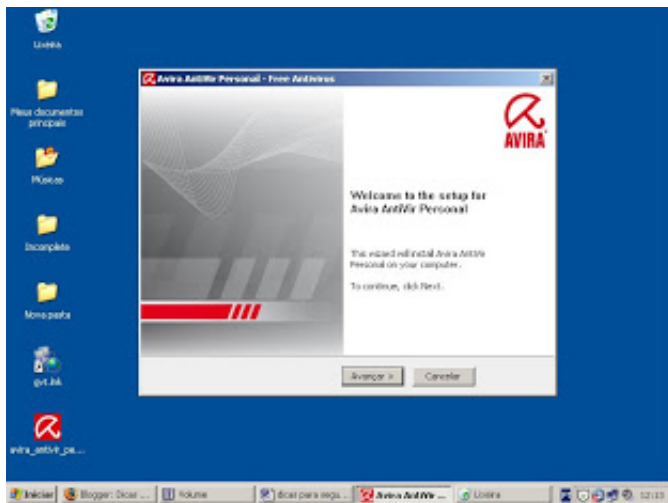 Lixeira
Meus documentos
principais
Músicas
Incomplete
Nova pasta
gvt.lnk
avira_antivir_pe...
Avira AntiVir Personal - Free Antivirus
AVIRA
Welcome to the setup for
Avira AntiVir Personal
This wizard will install Avira AntiVir
Personal on your computer.
To continue, click Next.
Avançar >
Cancelar
Iniciar
Blogger: Dicas ...
Volume
dicas para segu...
Avira AntiVir ...
Lixeira